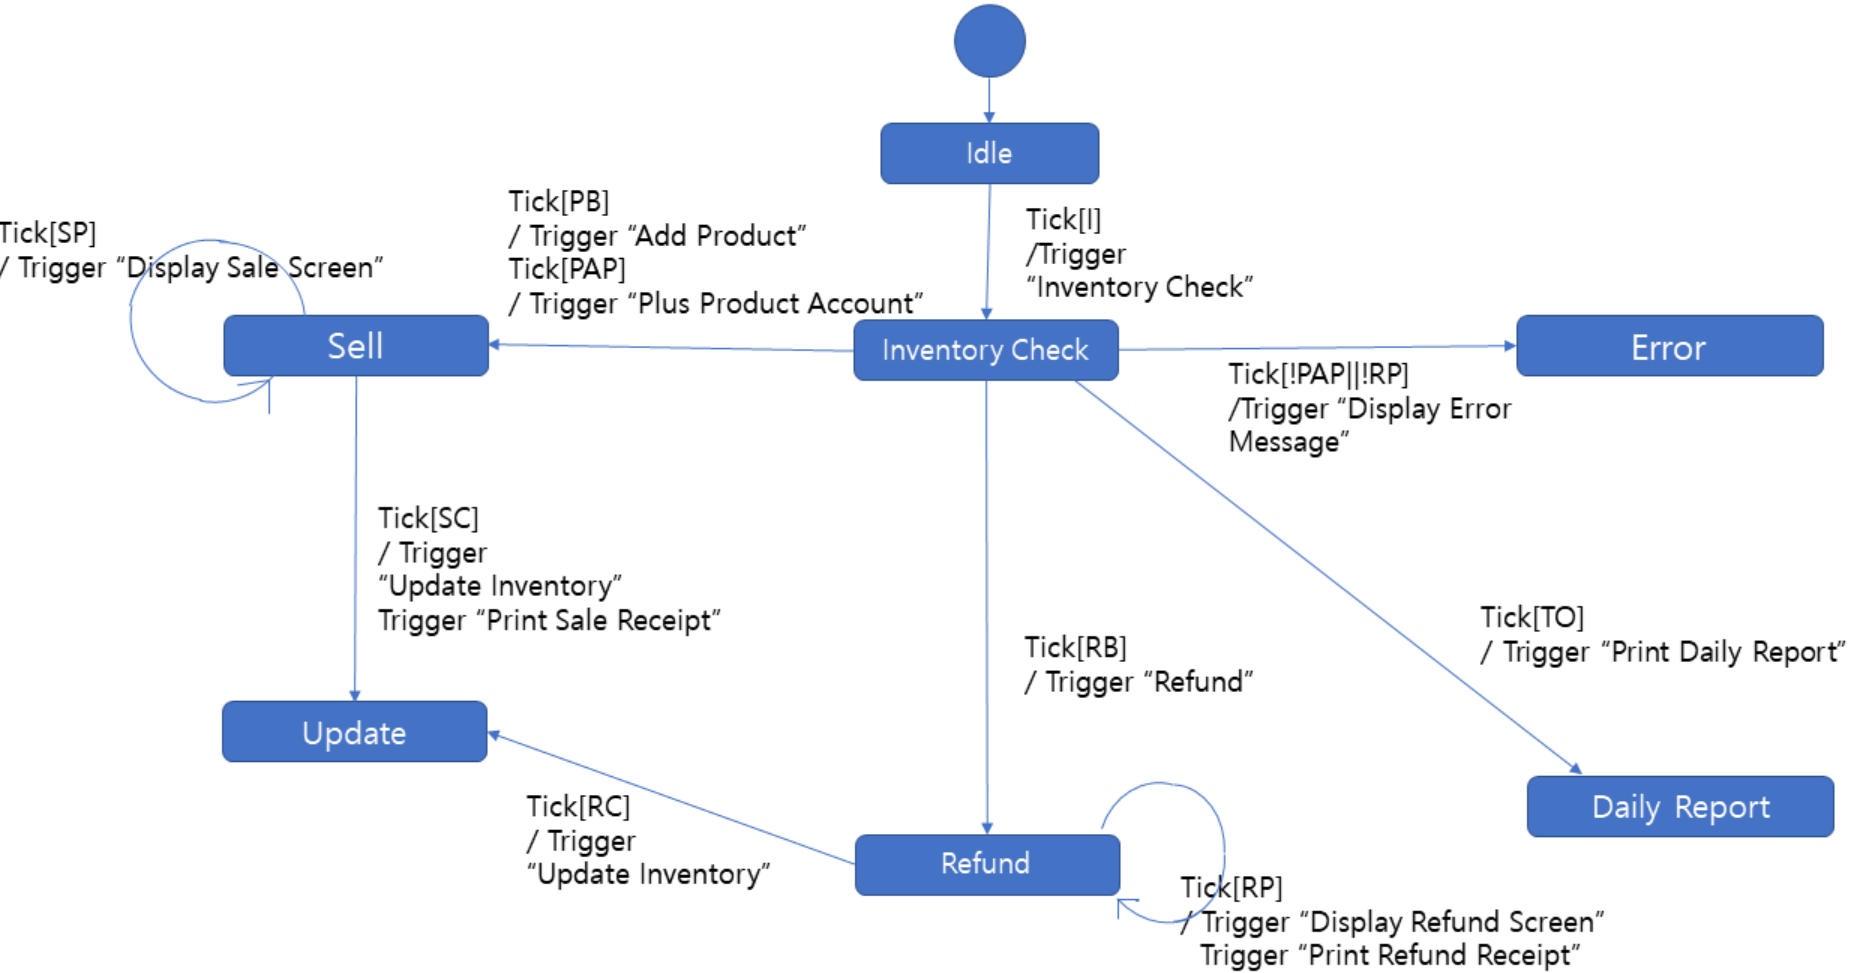 Idle
Tick[PB]
/ Trigger “Add Product”
Tick[PAP]
/ Trigger “Plus Product Account”
Tick[I]
/Trigger
“Inventory Check”
Tick[SP]
/ Trigger “Display Sale Screen”
Sell
Inventory Check
Error
Tick[!PAP||!RP]
/Trigger “Display Error
Message”
Tick[SC]
/ Trigger
“Update Inventory”
Trigger “Print Sale Receipt”
Tick[RB]
/ Trigger “Refund”
Tick[TO]
/ Trigger “Print Daily Report”
Update
Tick[RC]
/ Trigger
“Update Inventory”
Refund
Daily Report
Tick[RP]
/ Trigger “Display Refund Screen”
Trigger “Print Refund Receipt”